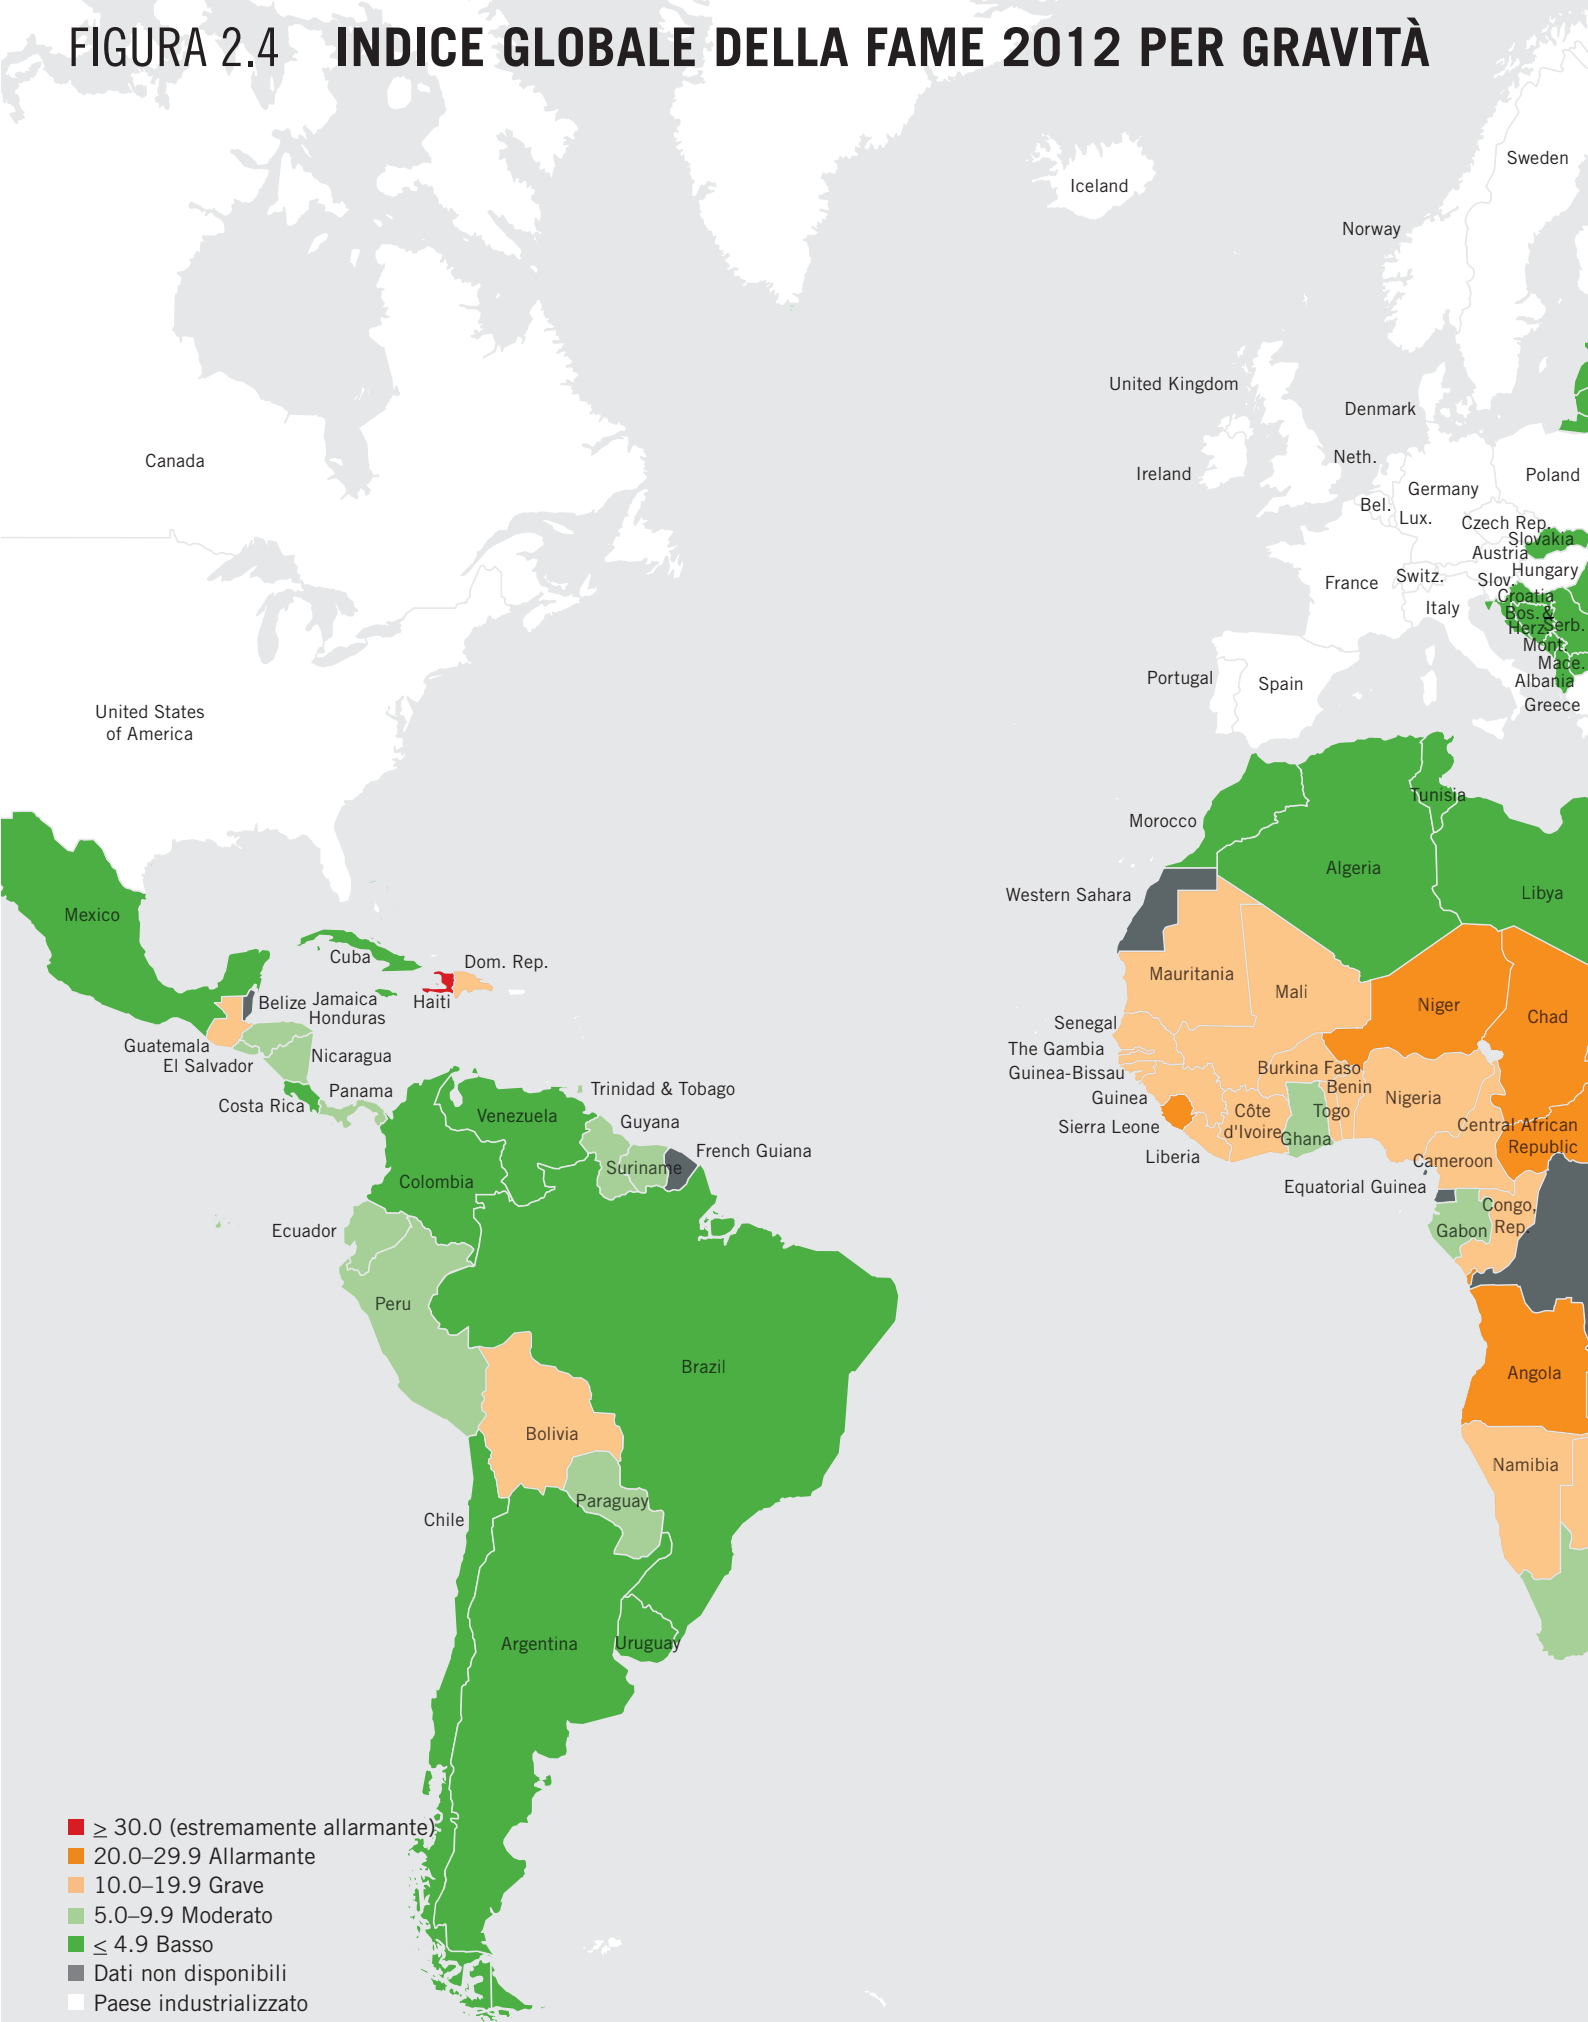 FIGURA 2.4 INDICE GLOBALE DELLA FAME 2012 PER GRAVITÀ
Sweden
Iceland
Norway
United Kingdom
Denmark
Neth.
Canada
Ireland
Poland
Germany
Bel.
Lux.
Czech Rep.
Slovakia
Austria
Hungary
France
Switz.
Slov.
Croatia
Italy
Bos. &
Herz.
Serb.
Mont.
Mace.
Portugal
Spain
Albania
Greece
United States
of America
Tunisia
Morocco
Algeria
Western Sahara
Libya
Mexico
Cuba
Dom. Rep.
Mauritania
Mali
Belize
Jamaica
Haiti
Niger
Chad
Honduras
Senegal
Guatemala
The Gambia
Nicaragua
El Salvador
Guinea-Bissau
Burkina Faso
Benin
Panama
Trinidad & Tobago
Guinea
Nigeria
Costa Rica
Venezuela
Côte
d'Ivoire
Togo
Guyana
Sierra Leone
Ghana
Central African
Republic
French Guiana
Liberia
Suriname
Cameroon
Colombia
Equatorial Guinea
Congo,
Rep.
Ecuador
Gabon
Peru
Brazil
Angola
Bolivia
Namibia
Paraguay
Chile
Argentina
Uruguay
≥ 30.0 (estremamente allarmante)
20.0–29.9 Allarmante
10.0–19.9 Grave
5.0–9.9 Moderato
≤ 4.9 Basso
Dati non disponibili
Paese industrializzato